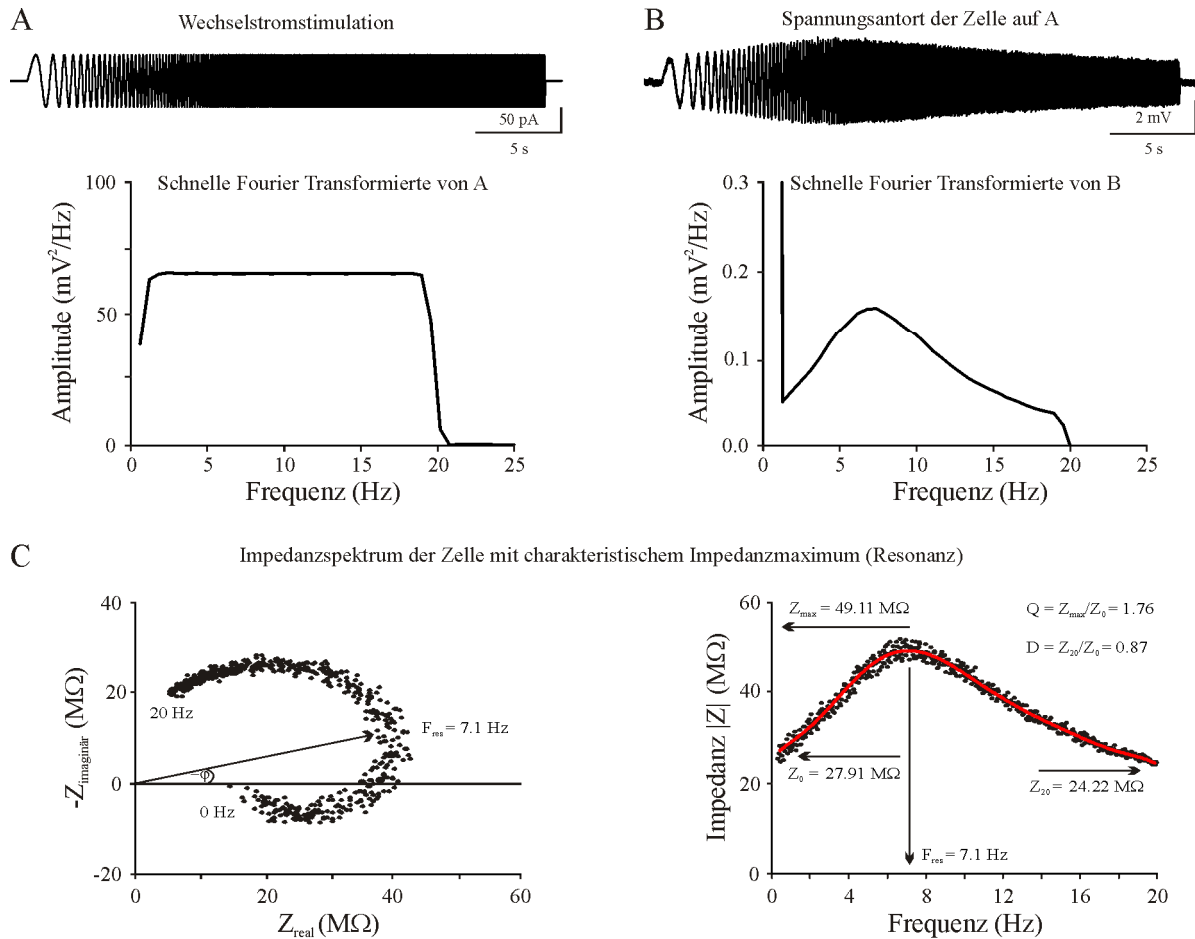 A
Wechselstromstimulation
50 pA
5 s
B
Spannungsantort der Zelle auf A
2 mV
5 s
Schnelle Fourier Transformierte von A
Amplitude (mV²/Hz)
100
50
0
0 5 10 15 20 25
Frequenz (Hz)
Schnelle Fourier Transformierte von B
Amplitude (mV²/Hz)
0.3
0.2
0.1
0.0
0 5 10 15 20 25
Frequenz (Hz)
C
Impedanzspektrum der Zelle mit charakteristischem Impedanzmaximum (Resonanz)
-Z_imaginär (MΩ)
40
20
0
-20
20 Hz
F_res = 7.1 Hz
-φ
0 Hz
0 20 40 60
Z_real (MΩ)
Impedanz |Z| (MΩ)
60
40
20
0
Z_max = 49.11 MΩ
Q = Z_max/Z_0 = 1.76
D = Z_20/Z_0 = 0.87
Z_0 = 27.91 MΩ
Z_20 = 24.22 MΩ
F_res = 7.1 Hz
0 4 8 12 16 20
Frequenz (Hz)